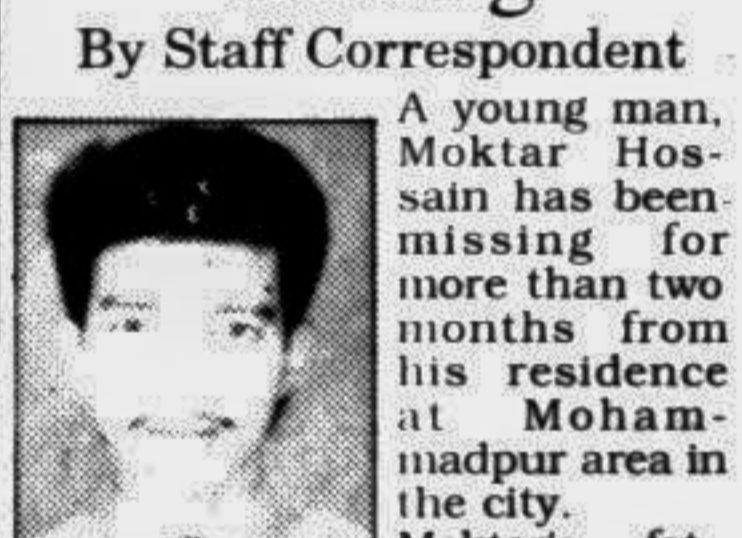 By Staff Correspondent
A young man,
Moktar Hos-
sain has been
missing for
more than two
months from
his residence
at Moham-
madpur area in
the city.